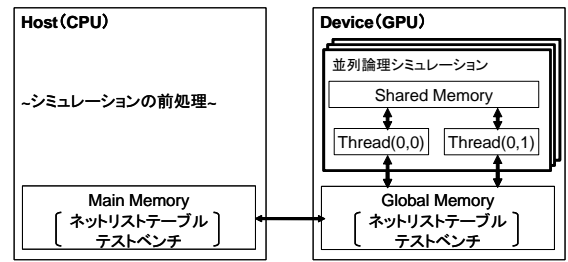 Host(CPU)
~シミュレーションの前処理~
Main Memory
ネットリストテーブル
テストベンチ
Device(GPU)
並列論理シミュレーション
Shared Memory
Thread(0,0)
Thread(0,1)
Global Memory
ネットリストテーブル
テストベンチ